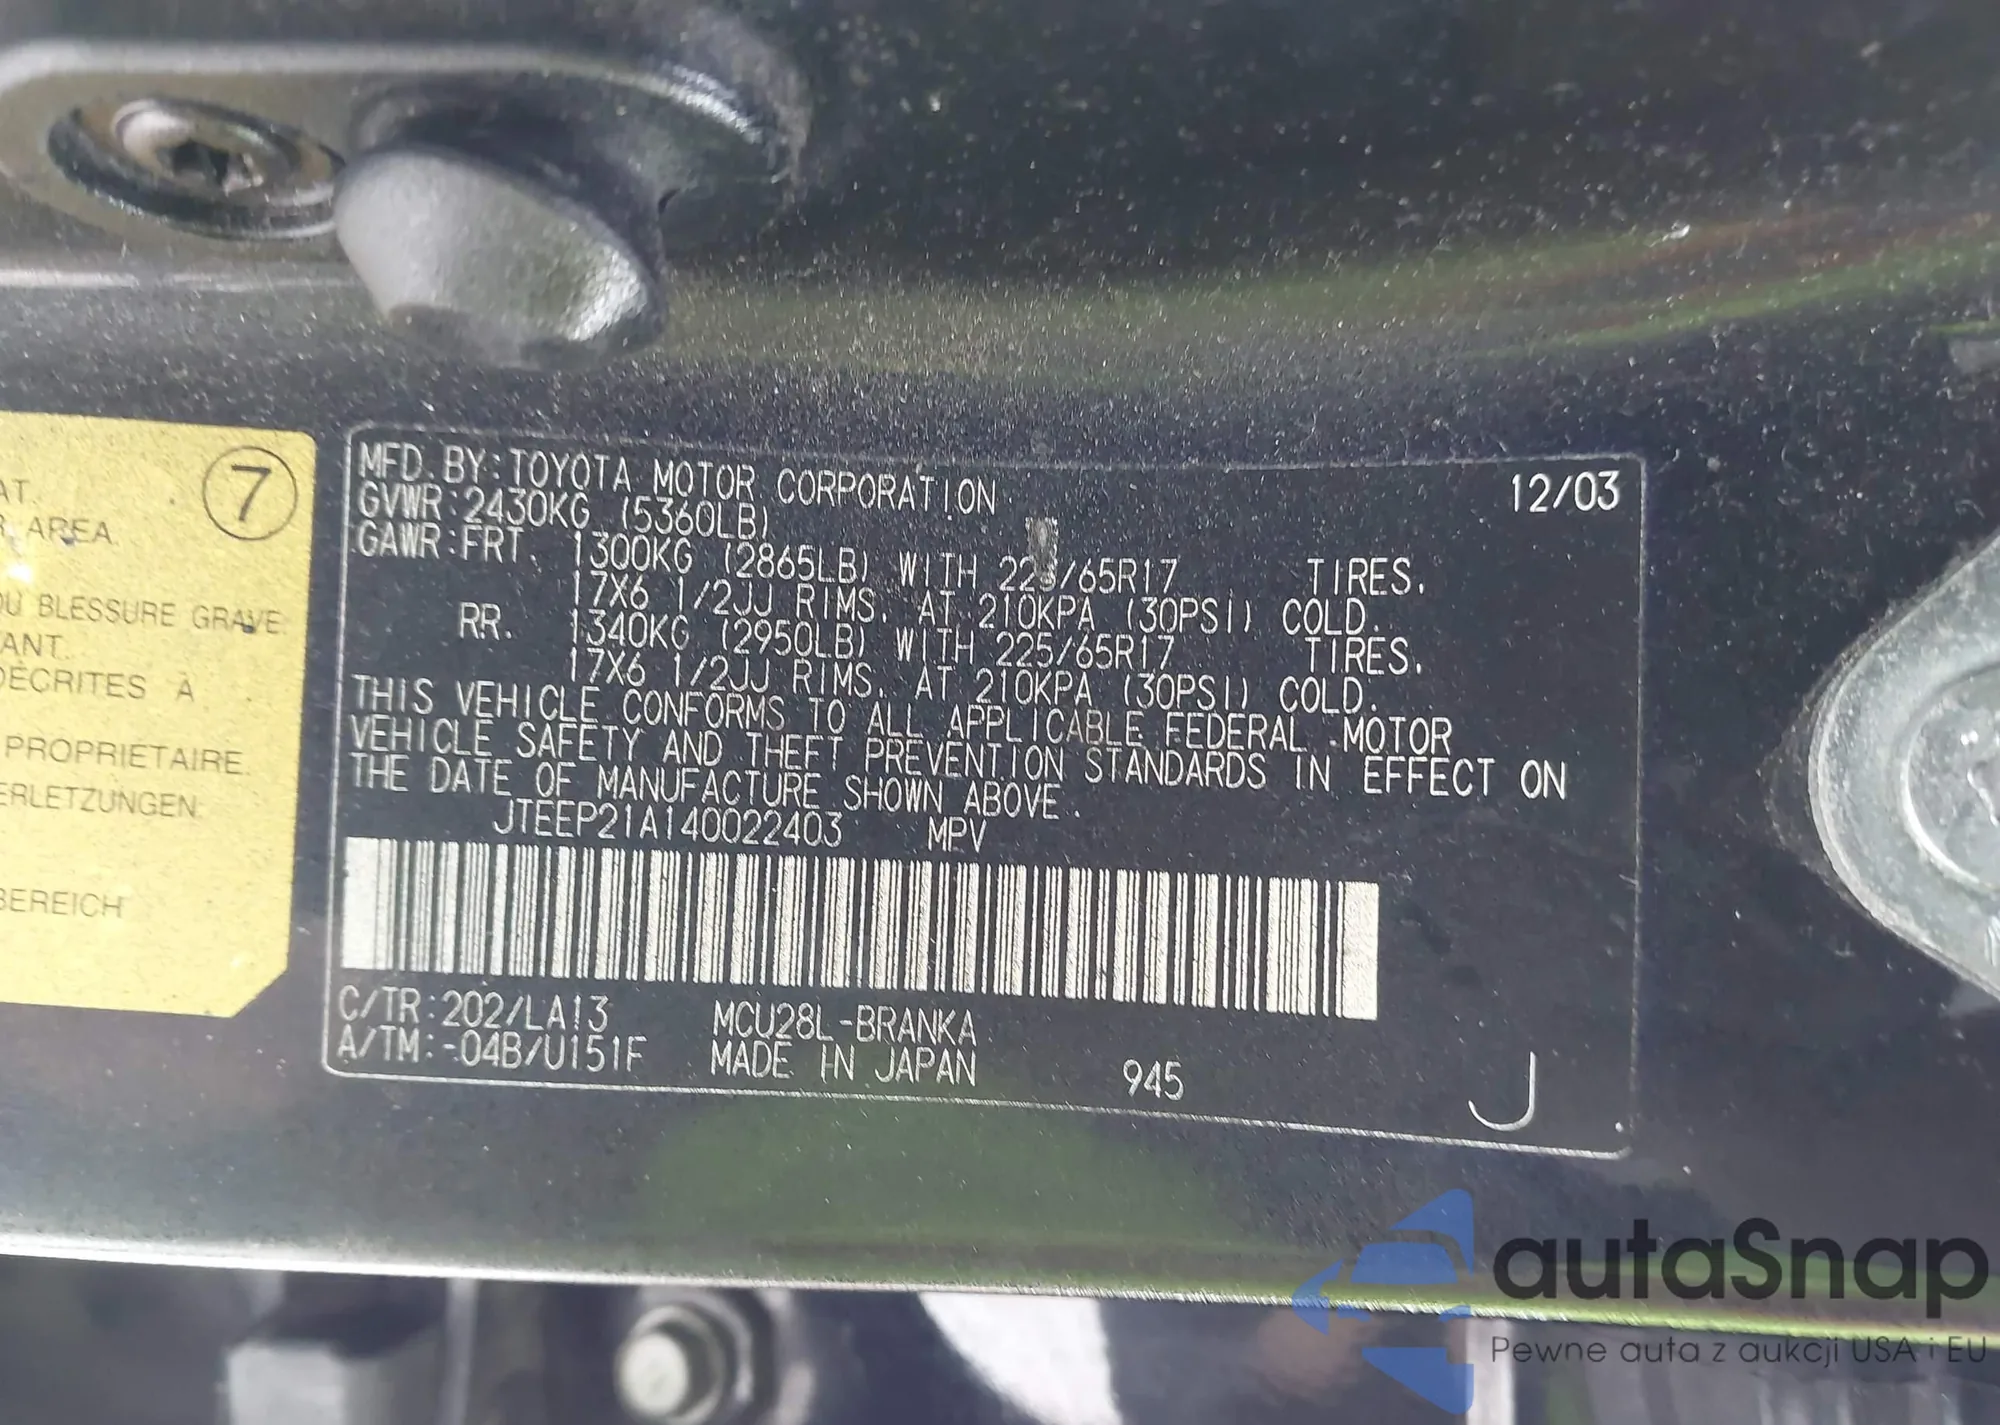 AT.
AREA
7
OU BLESSURE GRAVE
ANT.
DÉCRITES À
PROPRIÉTAIRE.
ERLETZUNGEN
BEREICH
MFD. BY: TOYOTA MOTOR CORPORATION 12/03
GVWR: 2430KG (5360LB)
GAWR: FRT. 1300KG (2865LB) WITH 225/65R17 TIRES.
17X6 1/2JJ RIMS, AT 210KPA (30PSI) COLD.
RR. 1340KG (2950LB) WITH 225/65R17 TIRES.
17X6 1/2JJ RIMS, AT 210KPA (30PSI) COLD.
THIS VEHICLE CONFORMS TO ALL APPLICABLE FEDERAL MOTOR
VEHICLE SAFETY AND THEFT PREVENTION STANDARDS IN EFFECT ON
THE DATE OF MANUFACTURE SHOWN ABOVE.
JTEEP21A140022403 MPV
C/TR: 202/LA13 MCU28L-BRANKA
A/TM: -04B/U151F MADE IN JAPAN 945 J
autaSnap
Pewne auta z aukcji USA i EU